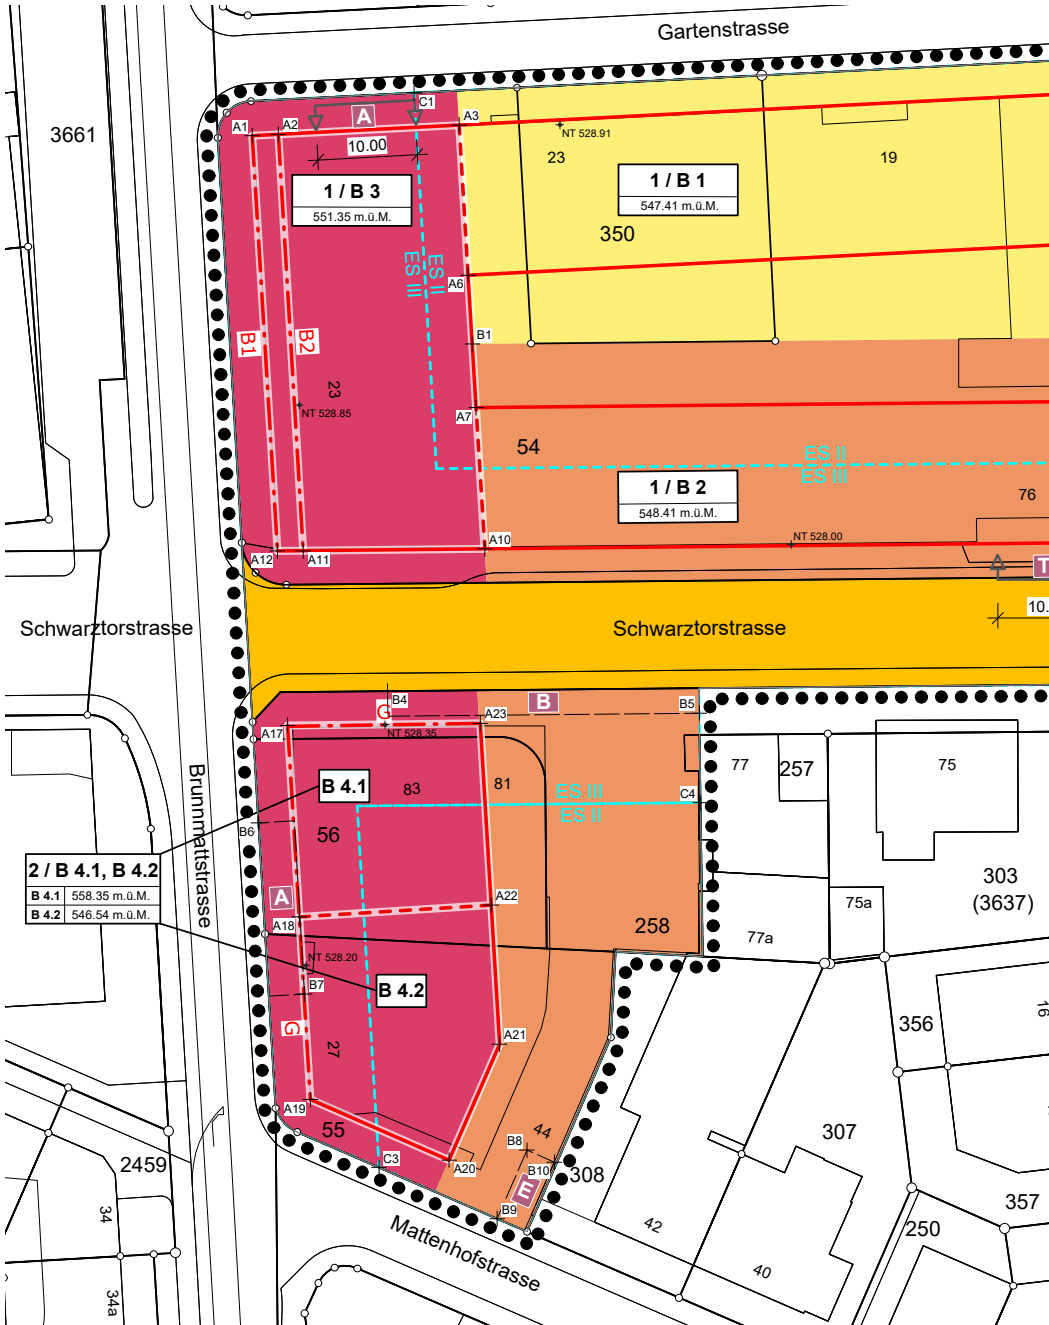 Gartenstrasse
3661
A1
A2
A
C1
A3
10.00
NT 528.91
23
19
1 / B 3
551.35 m.ü.M.
1 / B 1
547.41 m.ü.M.
350
ES III
ES II
A6
B1
B2
B1
23
NT 528.85
A7
54
ES II
ES III
1 / B 2
548.41 m.ü.M.
76
A12
A11
A10
NT 528.00
T
10.
Schwarztorstrasse
Schwarztorstrasse
B4
G
A23
B
B5
A17
NT 528.35
77
257
75
B 4.1
83
81
ES III
ES II
C4
B6
56
Brunnmattstrasse
2 / B 4.1, B 4.2
B 4.1 558.35 m.ü.M.
B 4.2 546.54 m.ü.M.
A
A22
A18
258
75a
303
(3637)
77a
NT 528.20
B7
B 4.2
G
27
A21
356
16
A19
55
C3
A20
44
B8
B10
E
B9
308
307
2459
34
34a
Mattenhofstrasse
42
40
250
357